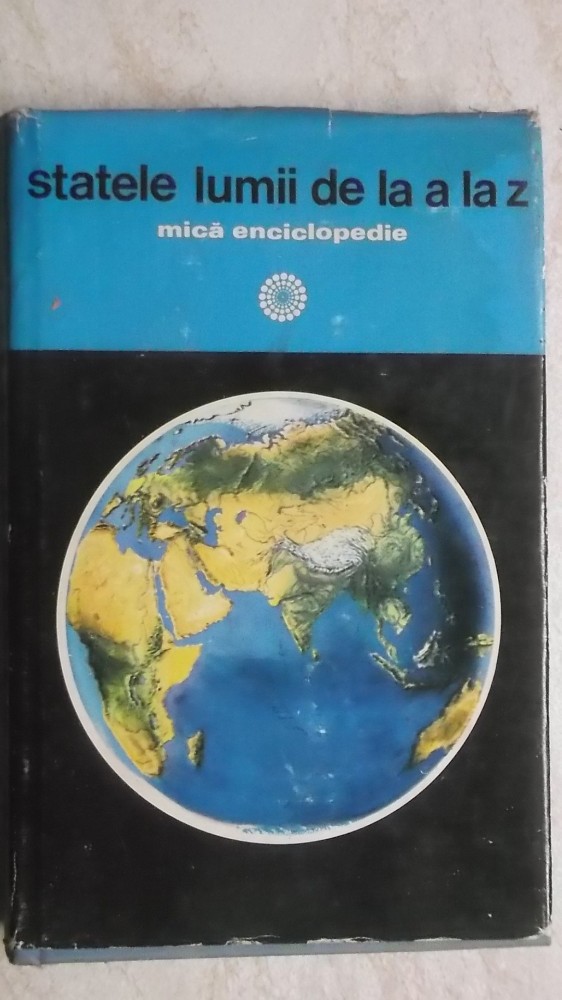 statele lumii de la a la z
mică enciclopedie